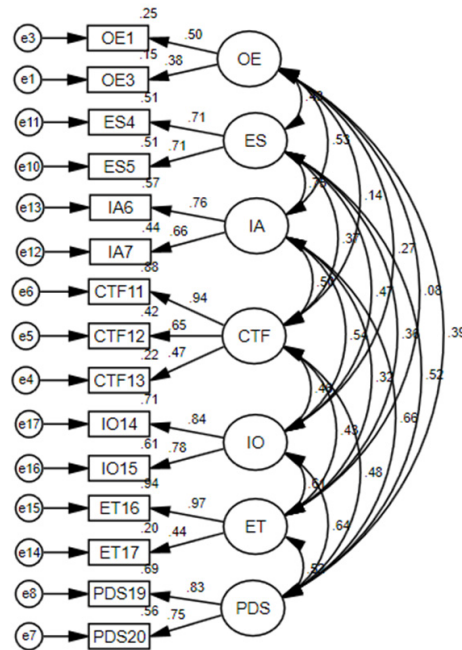 .25
e3 OE1 .50 OE
.15
e1 OE3 .38
.51
e11 ES4 .71 ES
.51
e10 ES5 .71
.57
e13 IA6 .76 IA
.44
e12 IA7 .66
.88
e6 CTF11 .94 CTF
.42
e5 CTF12 .65
.22
e4 CTF13 .47
.71
e17 IO14 .84 IO
.61
e16 IO15 .78
.94
e15 ET16 .97 ET
.20
e14 ET17 .44
.69
e8 PDS19 .83 PDS
.56
e7 PDS20 .75
.53
.14
.37
.27
.08
.39
.47
.36
.54
.32
.52
.66
.43
.48
.64